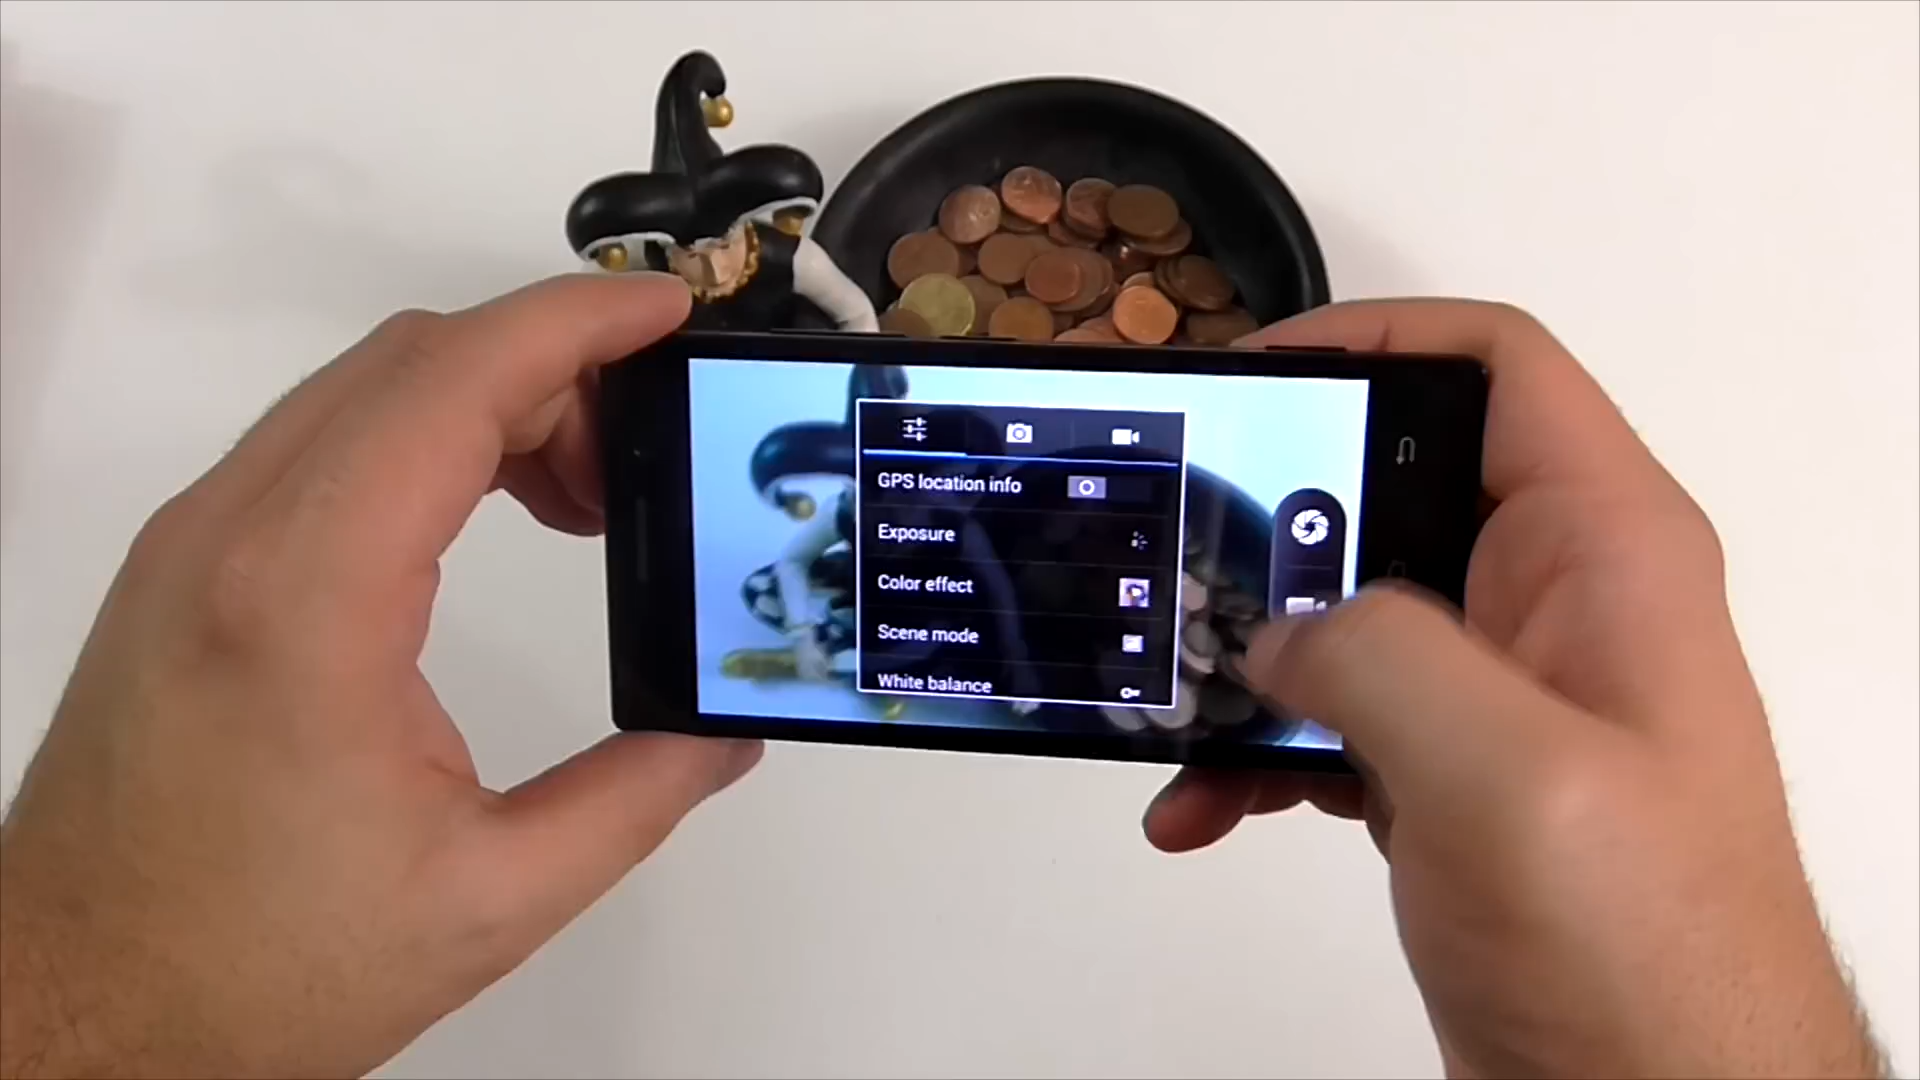 GPS location info
Exposure
Color effect
Scene mode
White balance